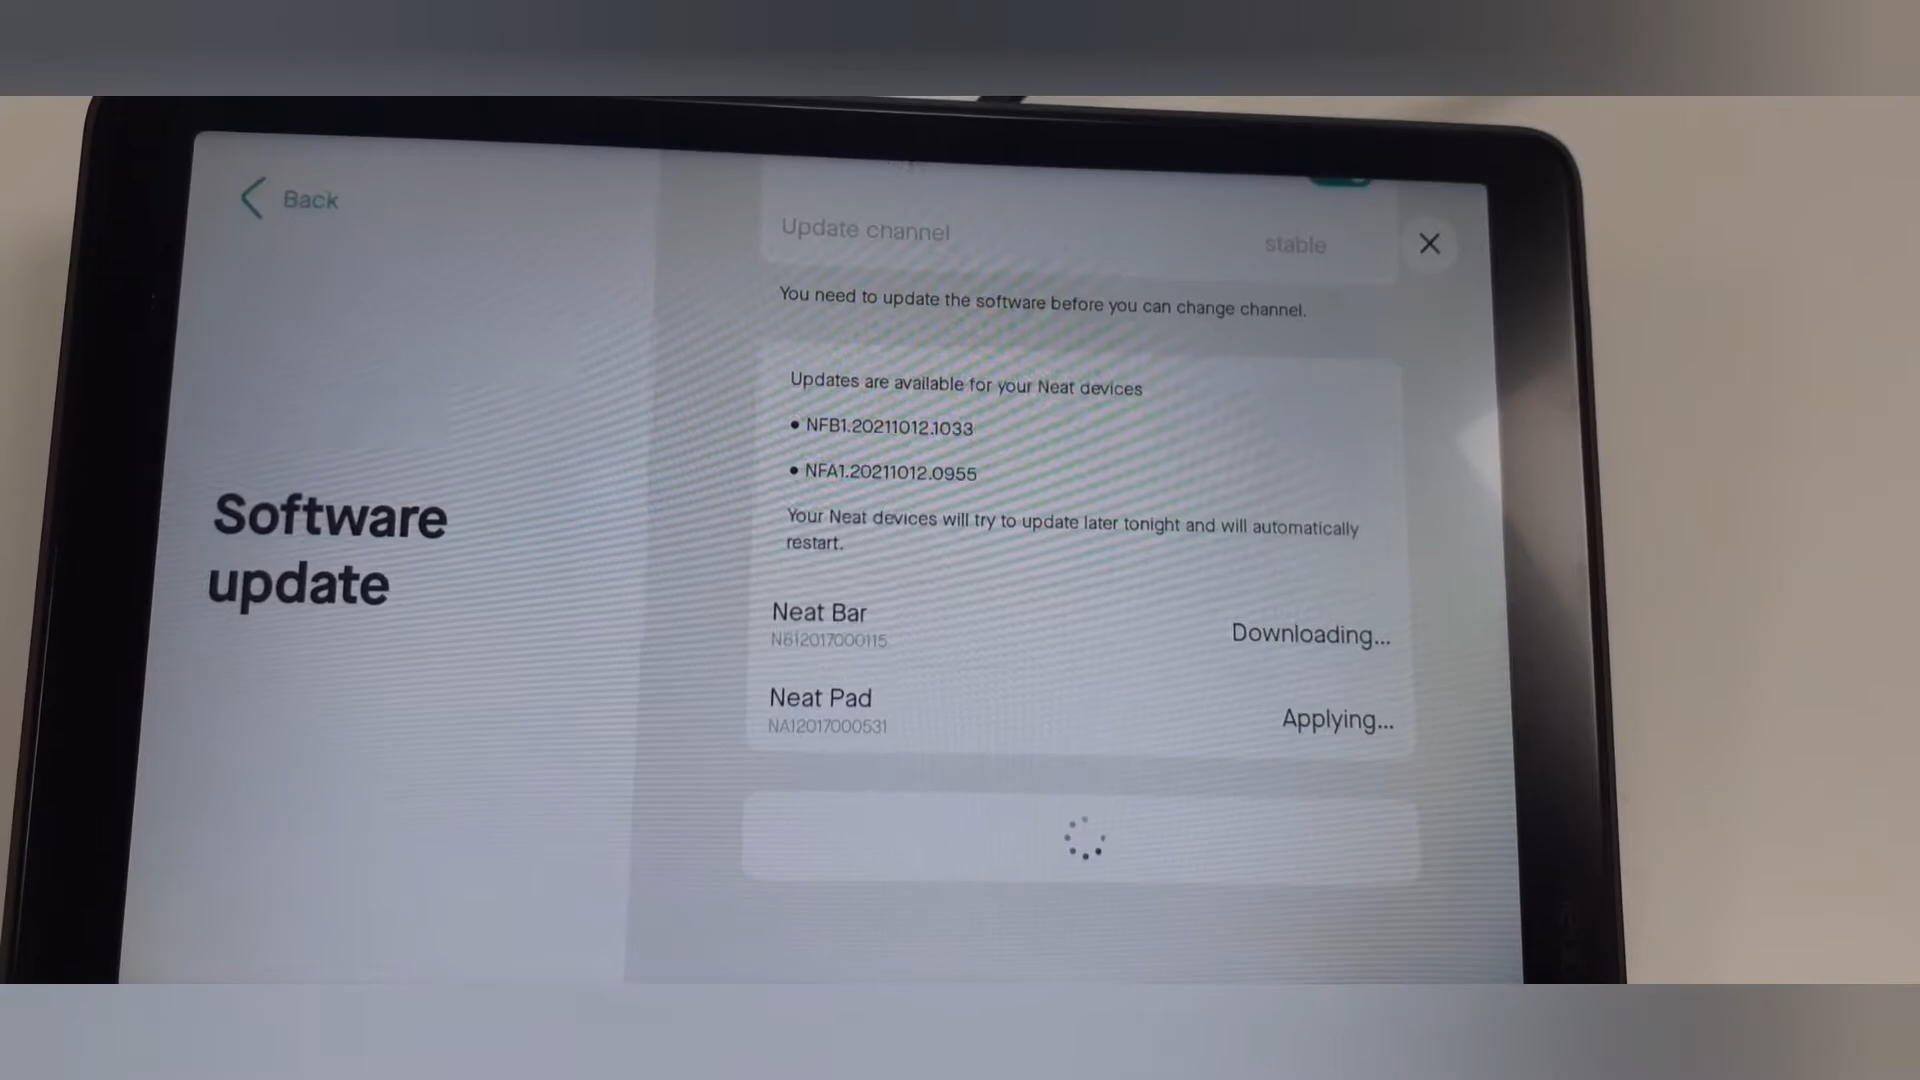 Back
Update channel
stable
You need to update the software before you can change channel.
Updates are available for your Neat devices
• NFB1.20211012.1033
• NFA1.20211012.0955
Your Neat devices will try to update later tonight and will automatically
restart.
Software
update
Neat Bar
NB12017000115
Downloading...
Neat Pad
NA12017000531
Applying...